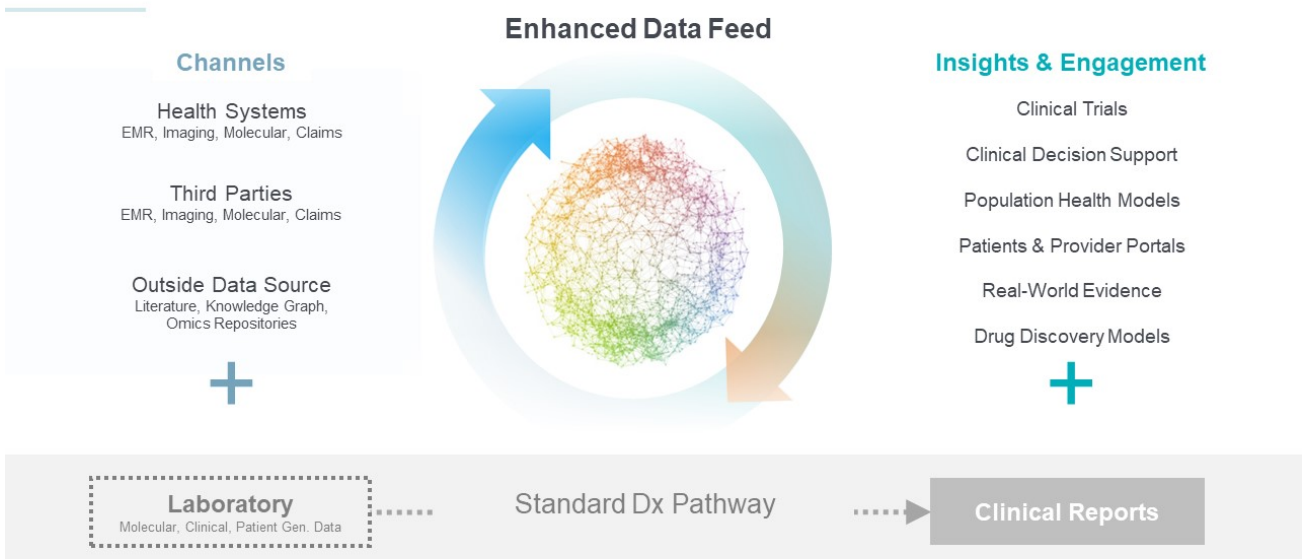 Enhanced Data Feed
Channels
Health Systems
EMR, Imaging, Molecular, Claims
Third Parties
EMR, Imaging, Molecular, Claims
Outside Data Source
Literature, Knowledge Graph,
Omics Repositories
+
Insights & Engagement
Clinical Trials
Clinical Decision Support
Population Health Models
Patients & Provider Portals
Real-World Evidence
Drug Discovery Models
+
Laboratory
Molecular, Clinical, Patient Gen. Data
Standard Dx Pathway
Clinical Reports